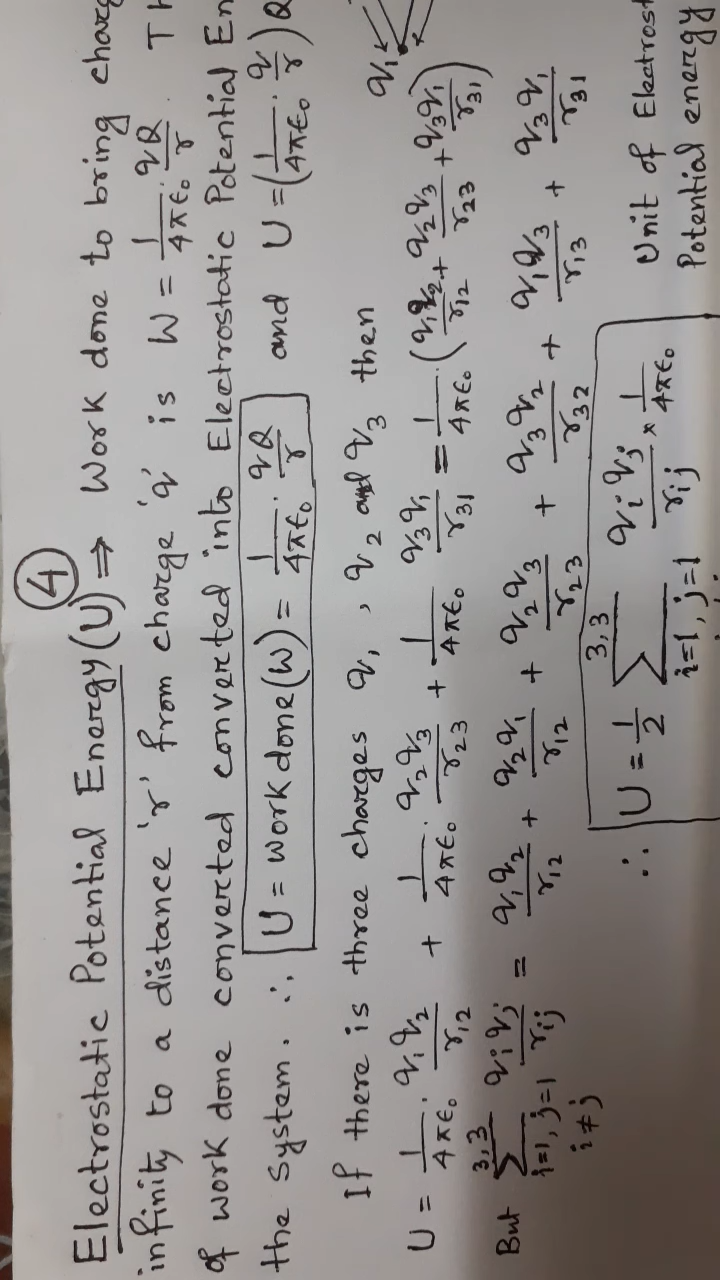 ④
Electrostatic Potential Energy (U) ⇒ Work done to bring charg
infinity to a distance 'r' from charge 'q' is W = 1/4πε₀ · qQ/r . Th
of work done converted converted into Electrostatic Potential En
the system. ∴ U = work done (W) = 1/4πε₀ · qQ/r and U = (1/4πε₀ · q/r) Q
q₁
If there is three charges q₁, q₂ and q₃ then
U = 1/4πε₀ · q₁q₂/r₁₂ + 1/4πε₀ · q₂q₃/r₂₃ + 1/4πε₀ q₃q₁/r₃₁ = 1/4πε₀ · (q₁q₂/r₁₂ + q₂q₃/r₂₃ + q₃q₁/r₃₁)
But 3,3 Σ i=1, j=1 i≠j qᵢqⱼ/rᵢⱼ = q₁q₂/r₁₂ + q₂q₁/r₁₂ + q₂q₃/r₂₃ + q₃q₂/r₃₂ + q₁q₃/r₁₃ + q₃q₁/r₃₁
∴ U = 1/2 3,3 Σ i=1, j=1 qᵢqⱼ/rᵢⱼ × 1/4πε₀
Unit of Electrost
Potential energy